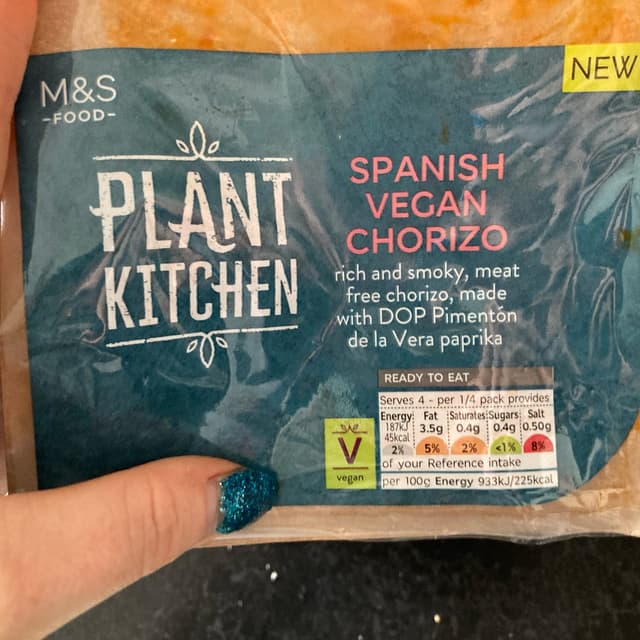 NEW
M&S
-FOOD-
PLANT
KITCHEN
SPANISH
VEGAN
CHORIZO
rich and smoky, meat
free chorizo, made
with DOP Pimentón
de la Vera paprika
READY TO EAT
Serves 4 - per 1/4 pack provides
Energy Fat Saturates Sugars Salt
187kJ 3.5g 0.4g 0.4g 0.50g
45kcal
2% 5% 2% <1% 8%
of your Reference intake
per 100g Energy 933kJ/225kcal
V
vegan